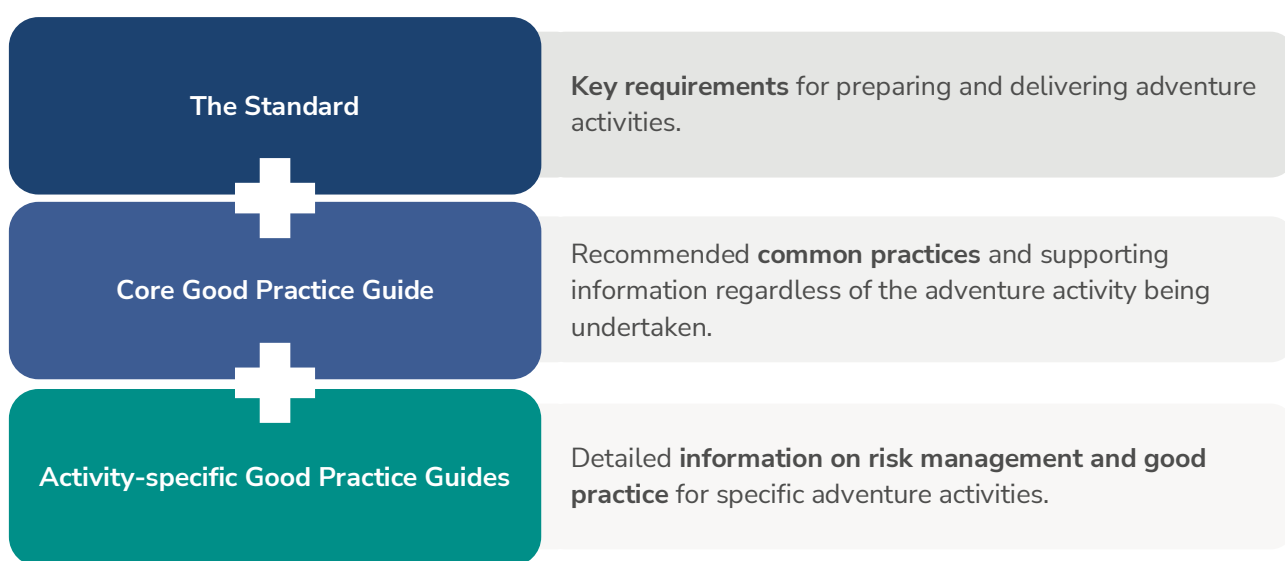 The Standard
Key requirements for preparing and delivering adventure
activities.
Core Good Practice Guide
Recommended common practices and supporting
information regardless of the adventure activity being
undertaken.
Activity-specific Good Practice Guides
Detailed information on risk management and good
practice for specific adventure activities.